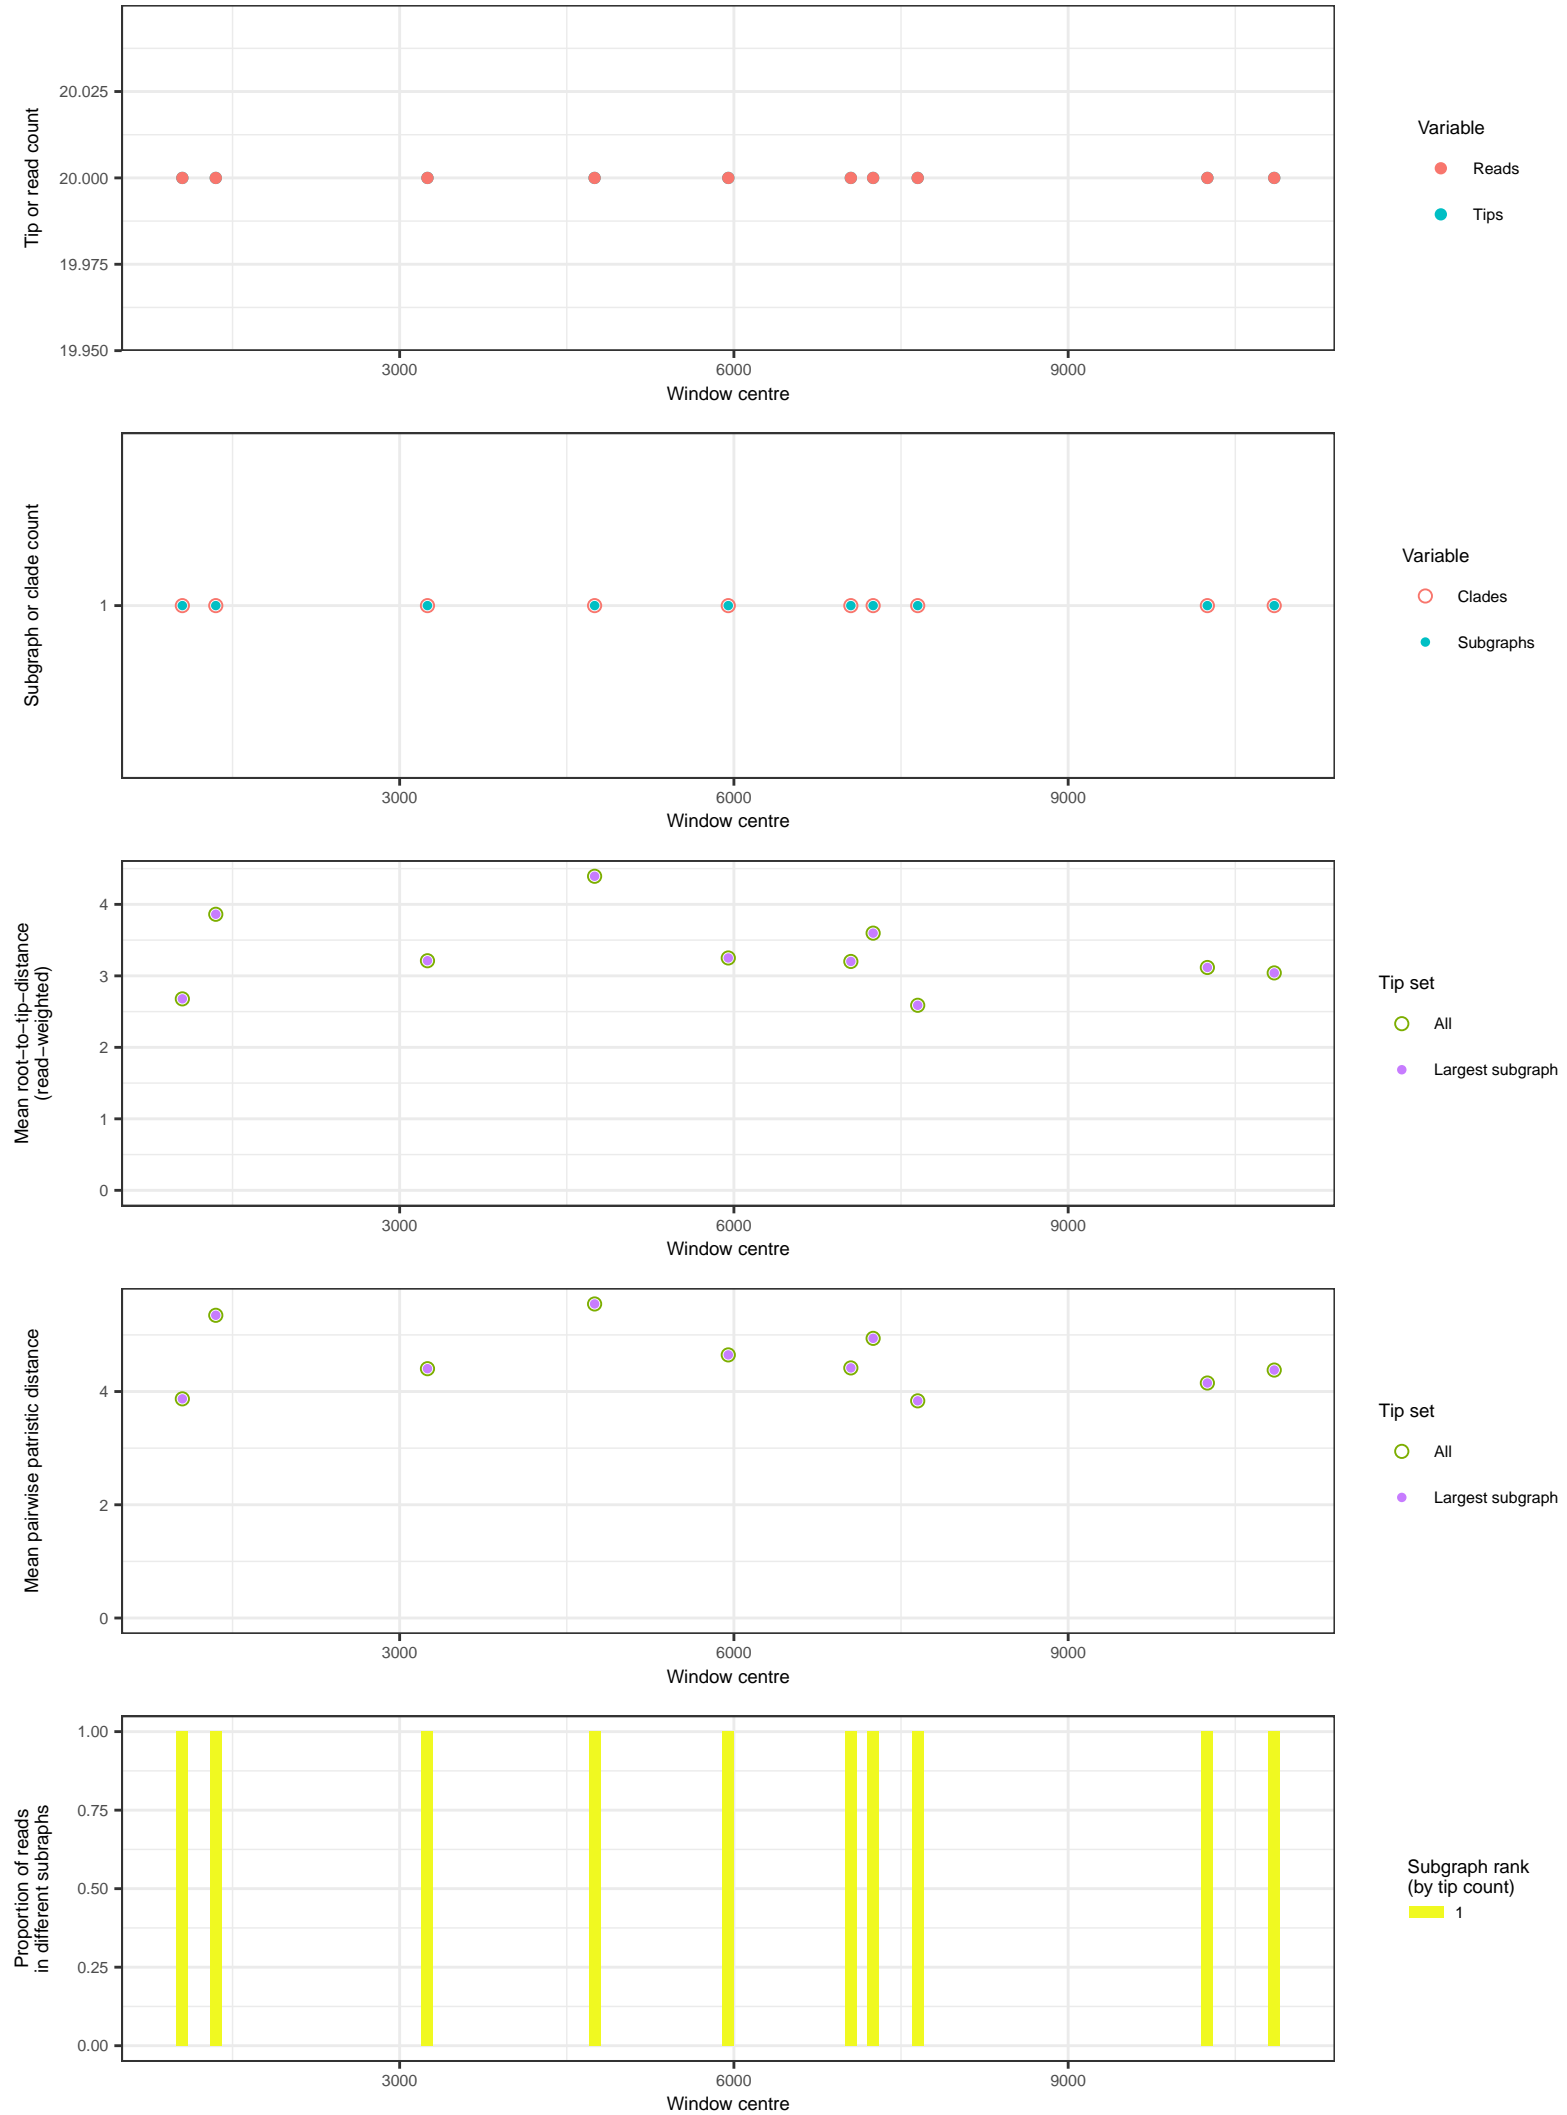 Tip or read count
20.025
20.000
19.975
19.950
3000
6000
9000
Window centre
Variable
Reads
Tips
Subgraph or clade count
1
3000
6000
9000
Window centre
Variable
Clades
Subgraphs
Mean root−to−tip−distance
(read−weighted)
4
3
2
1
0
3000
6000
9000
Window centre
Tip set
All
Largest subgraph
Mean pairwise patristic distance
4
2
0
3000
6000
9000
Window centre
Tip set
All
Largest subgraph
Proportion of reads
in different subraphs
1.00
0.75
0.50
0.25
0.00
3000
6000
9000
Window centre
Subgraph rank
(by tip count)
1